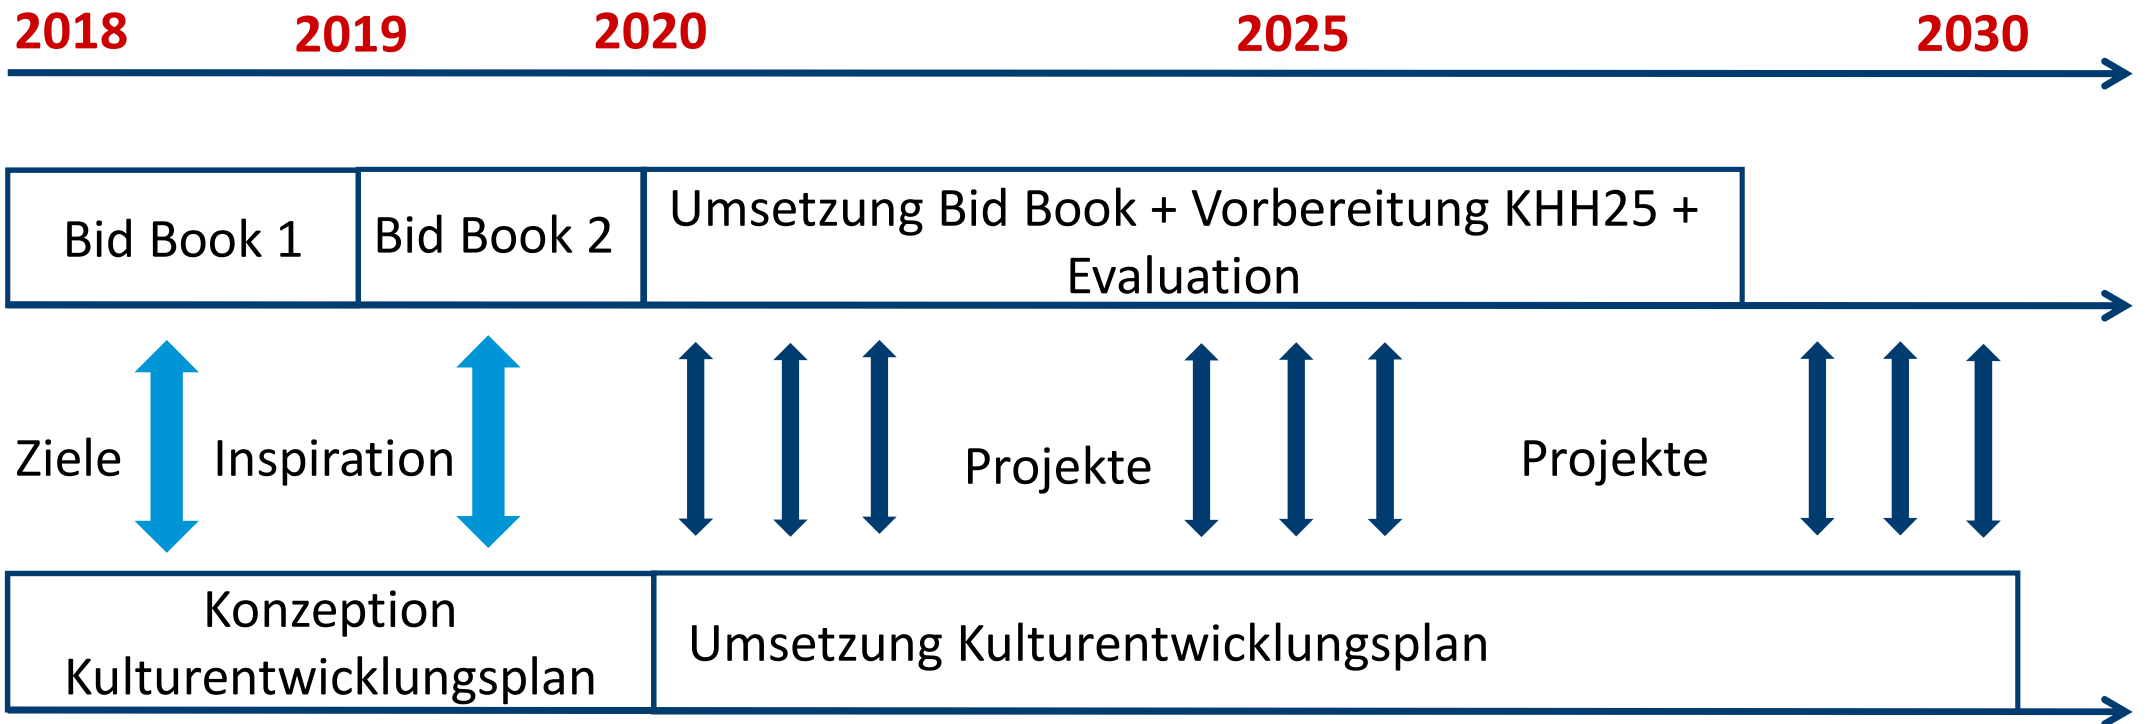 2018 2019 2020 2025 2030
Bid Book 1
Bid Book 2
Umsetzung Bid Book + Vorbereitung KHH25 +
Evaluation
Ziele
Inspiration
Projekte
Projekte
Konzeption
Kulturentwicklungsplan
Umsetzung Kulturentwicklungsplan